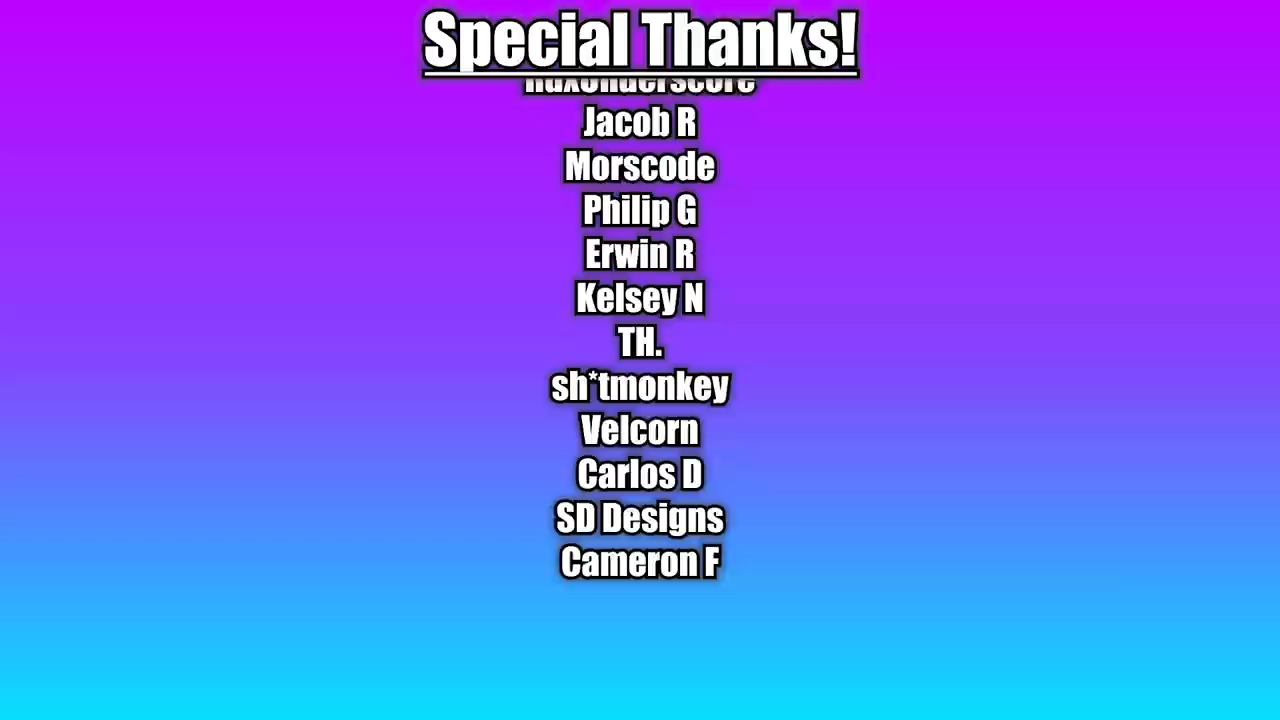 Special Thanks!
Jacob R
Morscode
Philip G
Erwin R
Kelsey N
TH.
sh*tmonkey
Velcorn
Carlos D
SD Designs
Cameron F